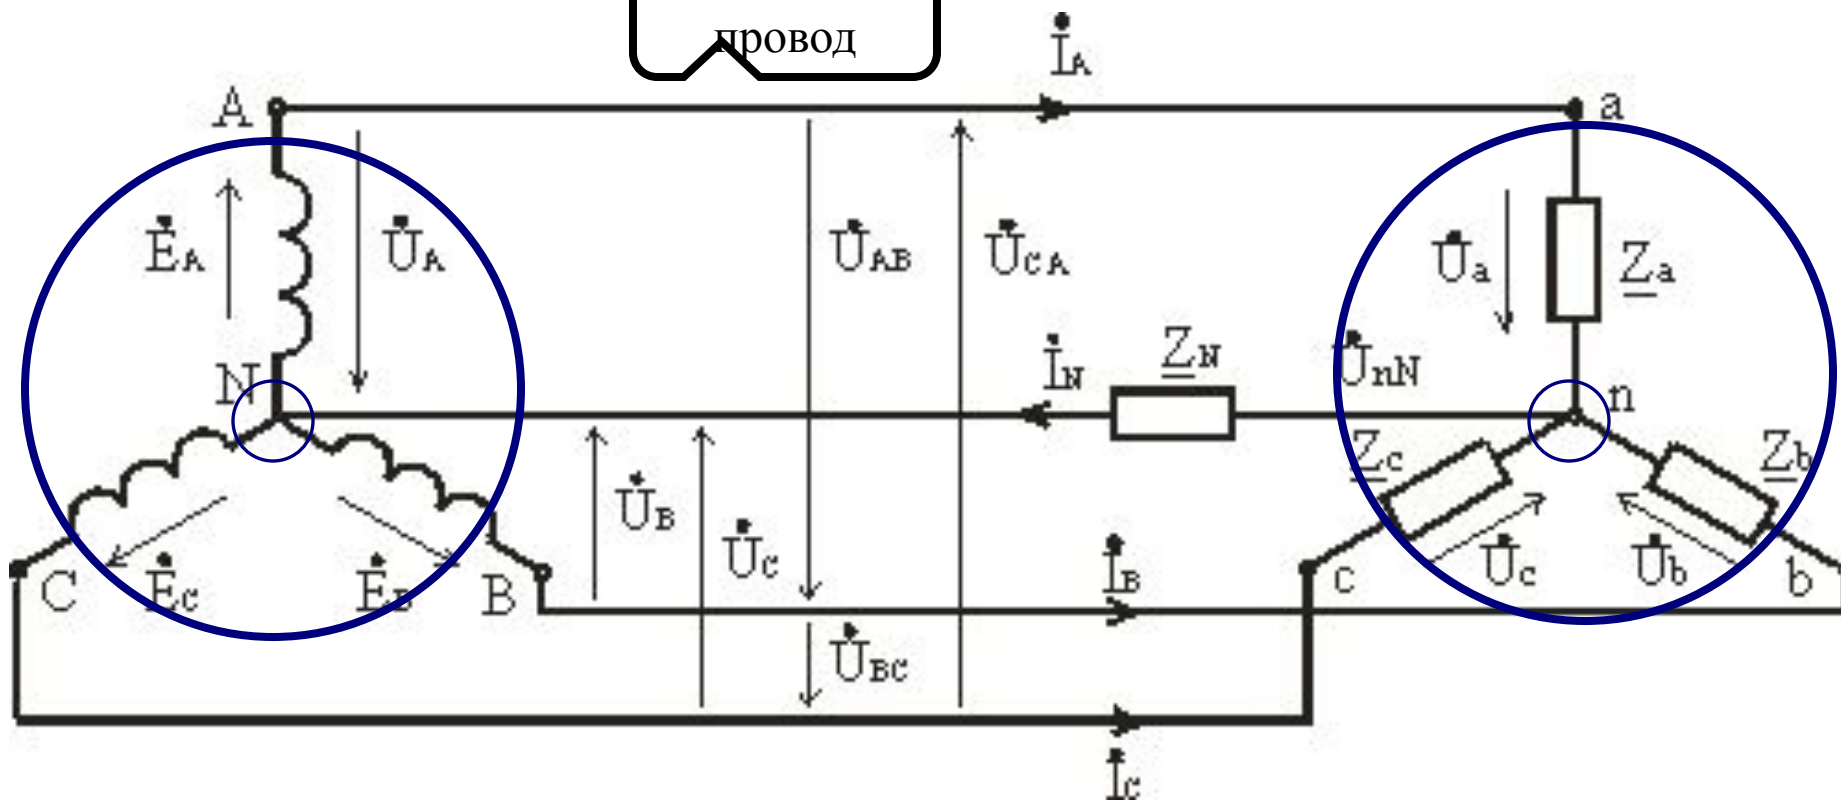 провод
İA
A
a
ĖA
U̇A
U̇AB
U̇CA
U̇a
Za
N
İN
ZN
U̇nN
n
Zc
Zb
U̇B
U̇C
İB
C
ĖC
ĖB
B
c
U̇c
U̇b
b
U̇BC
İC